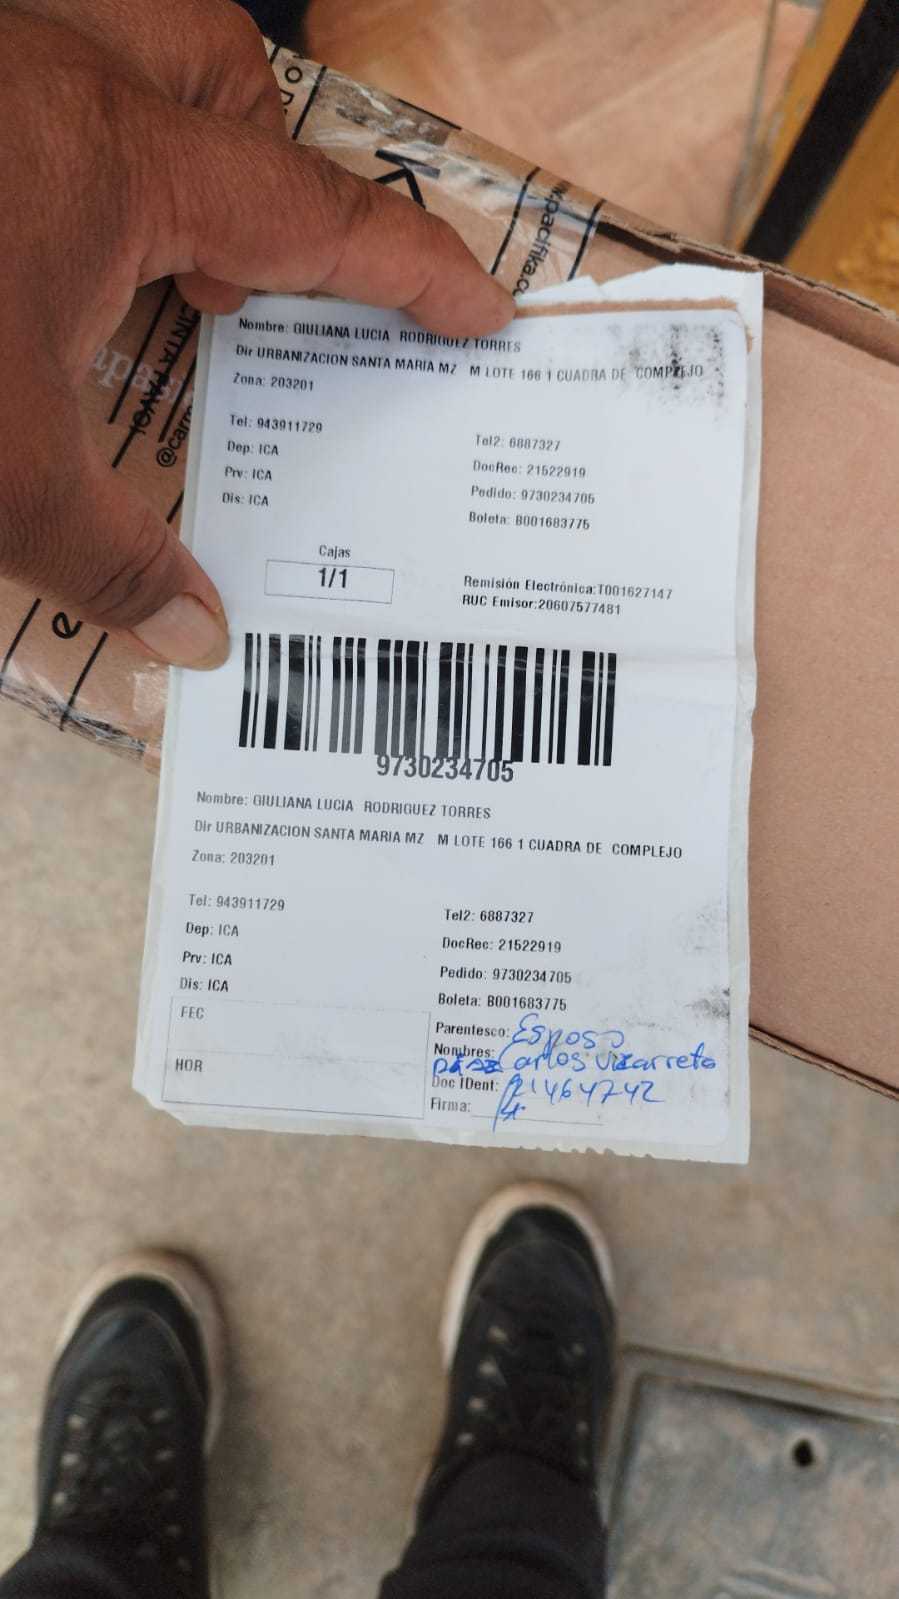 K
kpacifika.co
CINTA
@carm
e
Nombre: GIULIANA LUCIA RODRIGUEZ TORRES
Dir URBANIZACION SANTA MARIA MZ M LOTE 166 1 CUADRA DE COMPLEJO
Zona: 203201
Tel: 943911729
Tel2: 6887327
Dep: ICA
DocRec: 21522919
Prv: ICA
Pedido: 9730234705
Dis: ICA
Boleta: B001683775
Cajas
1/1
Remisión Electrónica:T001627147
RUC Emisor:20607577481
9730234705
Nombre: GIULIANA LUCIA RODRIGUEZ TORRES
Dir URBANIZACION SANTA MARIA MZ M LOTE 166 1 CUADRA DE COMPLEJO
Zona: 203201
Tel: 943911729
Tel2: 6887327
Dep: ICA
DocRec: 21522919
Prv: ICA
Pedido: 9730234705
Dis: ICA
Boleta: B001683775
FEC
Parentesco: Esposo
Nombres: Carlos
HOR
Doc IDent: 21464742
Firma: